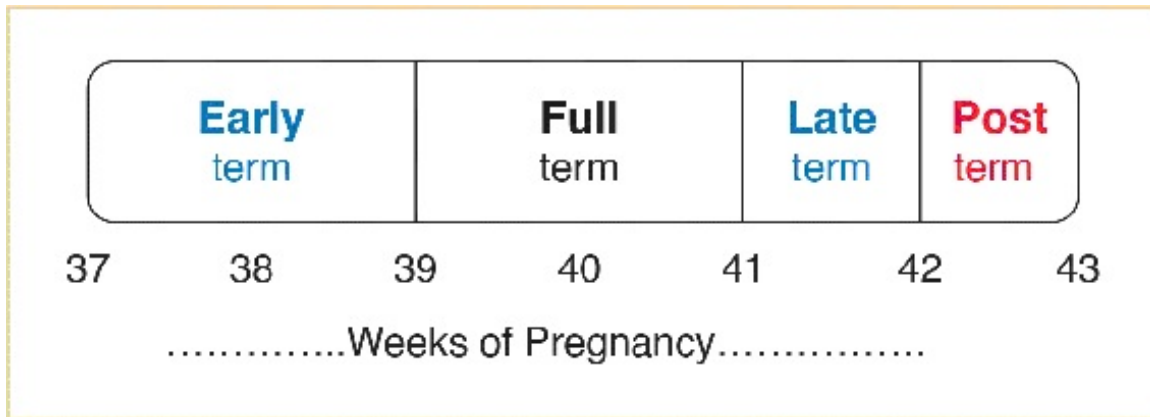 Early Full Late Post
term term term term
37 38 39 40 41 42 43
..............Weeks of Pregnancy.................